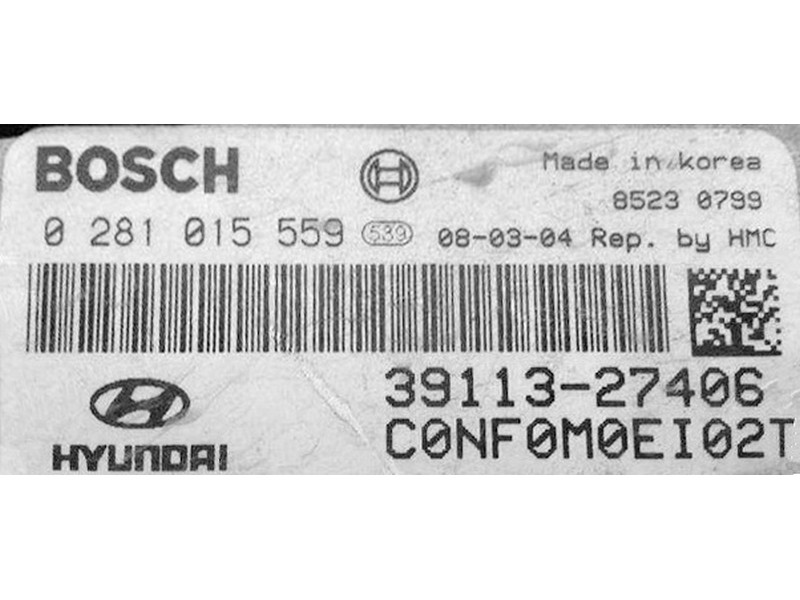 BOSCH
Made in korea
8523 0799
0 281 015 559 539 08-03-04 Rep. by HMC
39113-27406
HYUNDAI
C0NF0M0EI02T